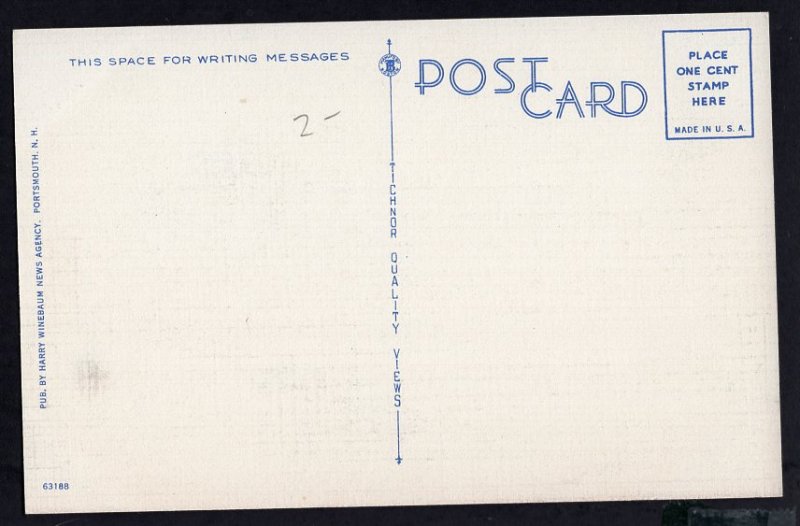 THIS SPACE FOR WRITING MESSAGES
POST CARD
PLACE
ONE CENT
STAMP
HERE
MADE IN U. S. A.
2-
TICHNOR QUALITY VIEWS
PUB. BY HARRY WINEBAUM NEWS AGENCY. PORTSMOUTH. N. H.
63188